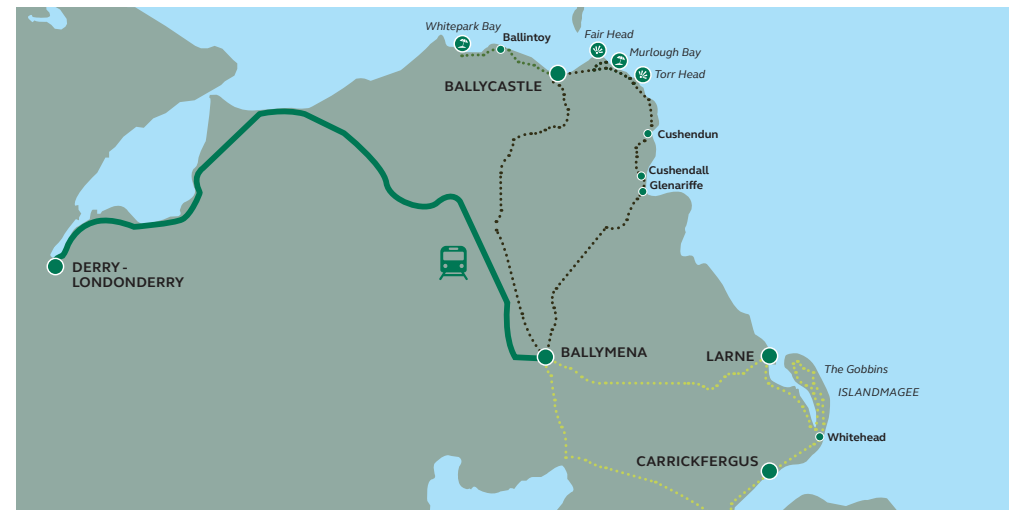 Whitepark Bay
Ballintoy
Fair Head
Murlough Bay
Torr Head
BALLYCASTLE
Cushendun
Cushendall
Glenariffe
DERRY -
LONDONDERRY
BALLYMENA
LARNE
The Gobbins
ISLANDMAGEE
Whitehead
CARRICKFERGUS